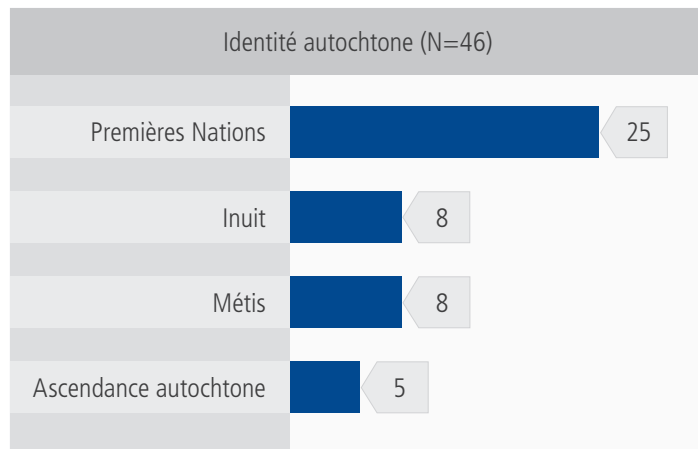 Identité autochtone (N=46)
Premières Nations 25
Inuit 8
Métis 8
Ascendance autochtone 5